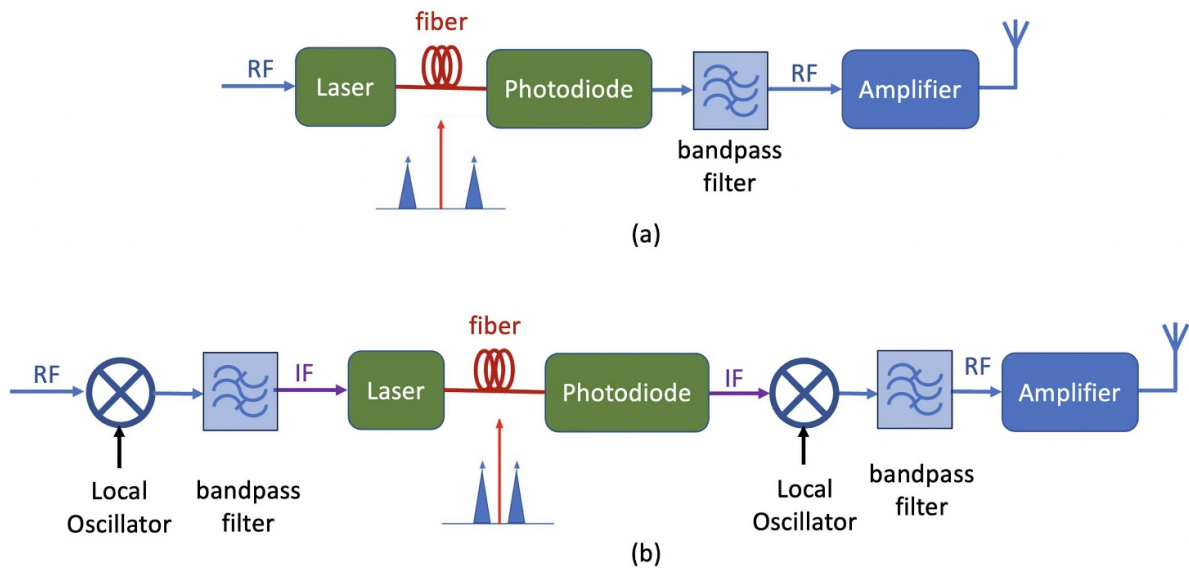 fiber
RF
Laser
Photodiode
RF
Amplifier
bandpass
filter
(a)
fiber
RF
IF
Laser
Photodiode
IF
RF
Amplifier
Local
Oscillator
bandpass
filter
Local
Oscillator
bandpass
filter
(b)